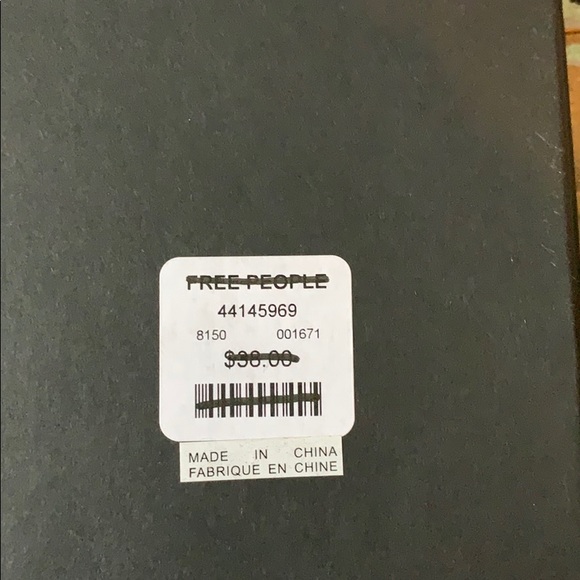 FREE PEOPLE
44145969
8150 001671
$38.00
MADE IN CHINA
FABRIQUE EN CHINE